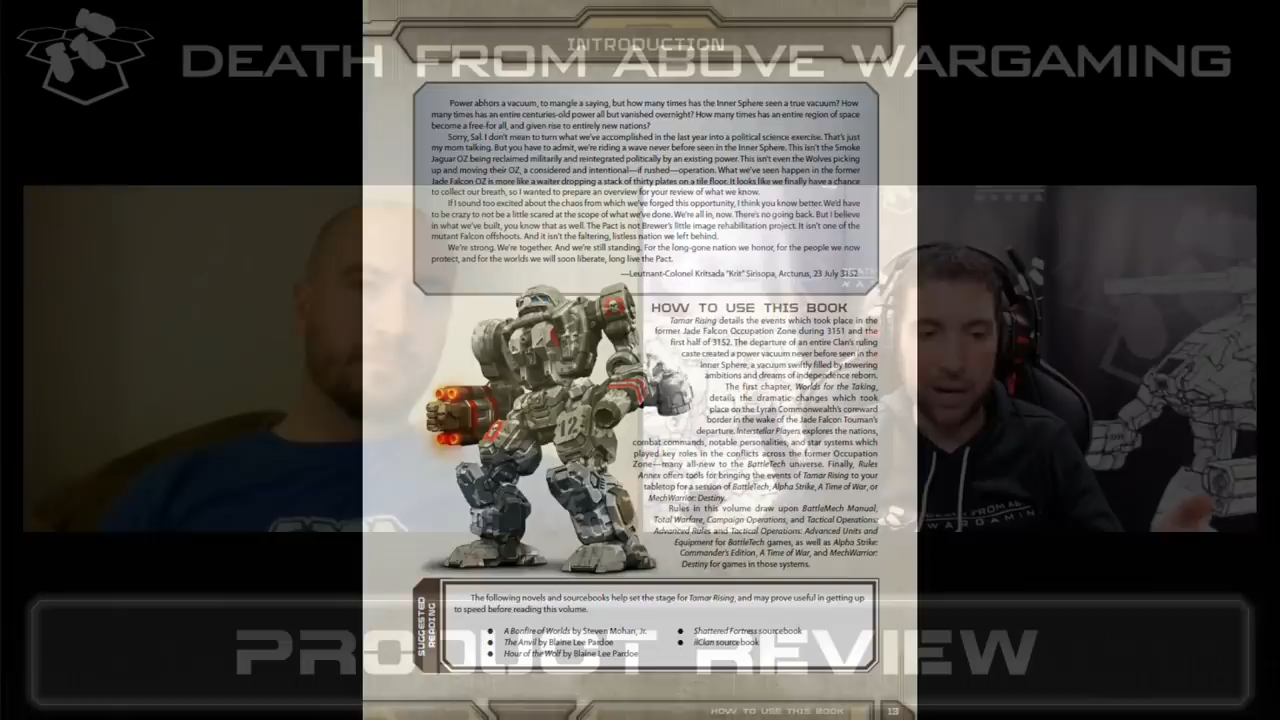 INTRODUCTION
DEATH FROM ABOVE WARGAMING
Power abhors a vacuum, to mangle a saying, but how many times has the Inner Sphere seen a true vacuum? How
many times has an entire centuries-old power all but vanished overnight? How many times has an entire region of space
become a free-for all, and given rise to entirely new nations?
Sorry, Sal. I don't mean to turn what we've accomplished in the last year into a political science exercise. That's just
my mom talking. But you have to admit, we're riding a wave never before seen in the Inner Sphere. This isn't the Smoke
Jaguar OZ being reclaimed militarily and reintegrated politically by an existing power. This isn't even the Wolves picking
up and moving their OZ, a considered and intentional—if rushed—operation. What we've seen happen in the former
Jade Falcon OZ is more like a waiter dropping a stack of thirty plates on a tile floor. It looks like we finally have a chance
to collect our breath, so I wanted to prepare an overview for your review of what we know.
If I sound too excited about the chaos from which we've forged this opportunity, I think you know better. We'd have
to be crazy to not be a little scared at the scope of what we've done. We're all in, now. There's no going back. But I believe
in what we've built, you know that as well. The Pact is not Brewer's little image rehabilitation project. It isn't one of the
mutant Falcon offshoots. And it isn't the faltering, listless nation we left behind.
We're strong. We're together. And we're still standing. For the long-gone nation we honor, for the people we now
protect, and for the worlds we will soon liberate, long live the Pact.
—Leutnant-Colonel Kritsada "Krit" Sirisopa, Arcturus, 23 July 3152
HOW TO USE THIS BOOK
Tamar Rising details the events which took place in the
former Jade Falcon Occupation Zone during 3151 and the
first half of 3152. The departure of an entire Clan's ruling
caste created a power vacuum never before seen in the
Inner Sphere, a vacuum swiftly filled by towering
ambitions and dreams of independence reborn.
The first chapter, Worlds for the Taking,
details the dramatic changes which took
place on the Lyran Commonwealth's coreward
border in the wake of the Jade Falcon Touman's
departure. Interstellar Players explores the nations,
combat commands, notable personalities, and star systems which
played key roles in the conflicts across the former Occupation
Zone—many all-new to the BattleTech universe. Finally, Rules
Annex offers tools for bringing the events of Tamar Rising to your
tabletop for a session of BattleTech, Alpha Strike, A Time of War, or
MechWarrior: Destiny.
Rules in this volume draw upon BattleMech Manual,
Total Warfare, Campaign Operations, and Tactical Operations:
Advanced Rules and Tactical Operations: Advanced Units and
Equipment for BattleTech games, as well as Alpha Strike:
Commander's Edition, A Time of War, and MechWarrior:
Destiny for games in those systems.
12
SUGGESTED
READING
The following novels and sourcebooks help set the stage for Tamar Rising, and may prove useful in getting up
to speed before reading this volume.
● A Bonfire of Worlds by Steven Mohan, Jr.
● The Anvil by Blaine Lee Pardoe
● Hour of the Wolf by Blaine Lee Pardoe
● Shattered Fortress sourcebook
● ilClan sourcebook
PRODUCT REVIEW
HOW TO USE THIS BOOK 13